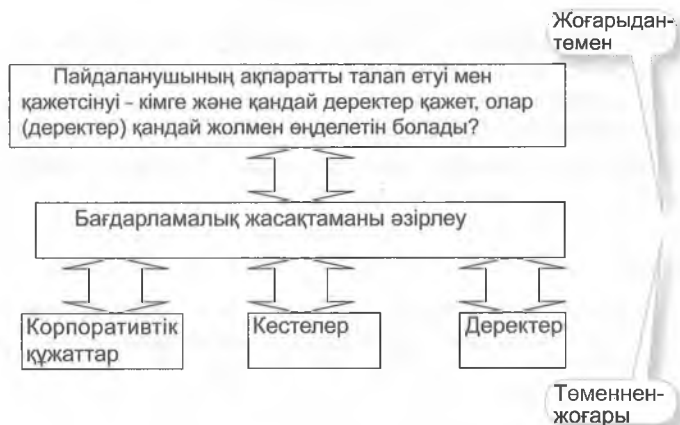 Жоғарыдан-
төмен
Пайдаланушының ақпаратты талап етуі мен
қажетсінуі – кімге және қандай деректер қажет, олар
(деректер) қандай жолмен өңделетін болады?
Бағдарламалық жасақтаманы әзірлеу
Корпоративтік
құжаттар
Кестелер
Деректер
Төменнен-
жоғары